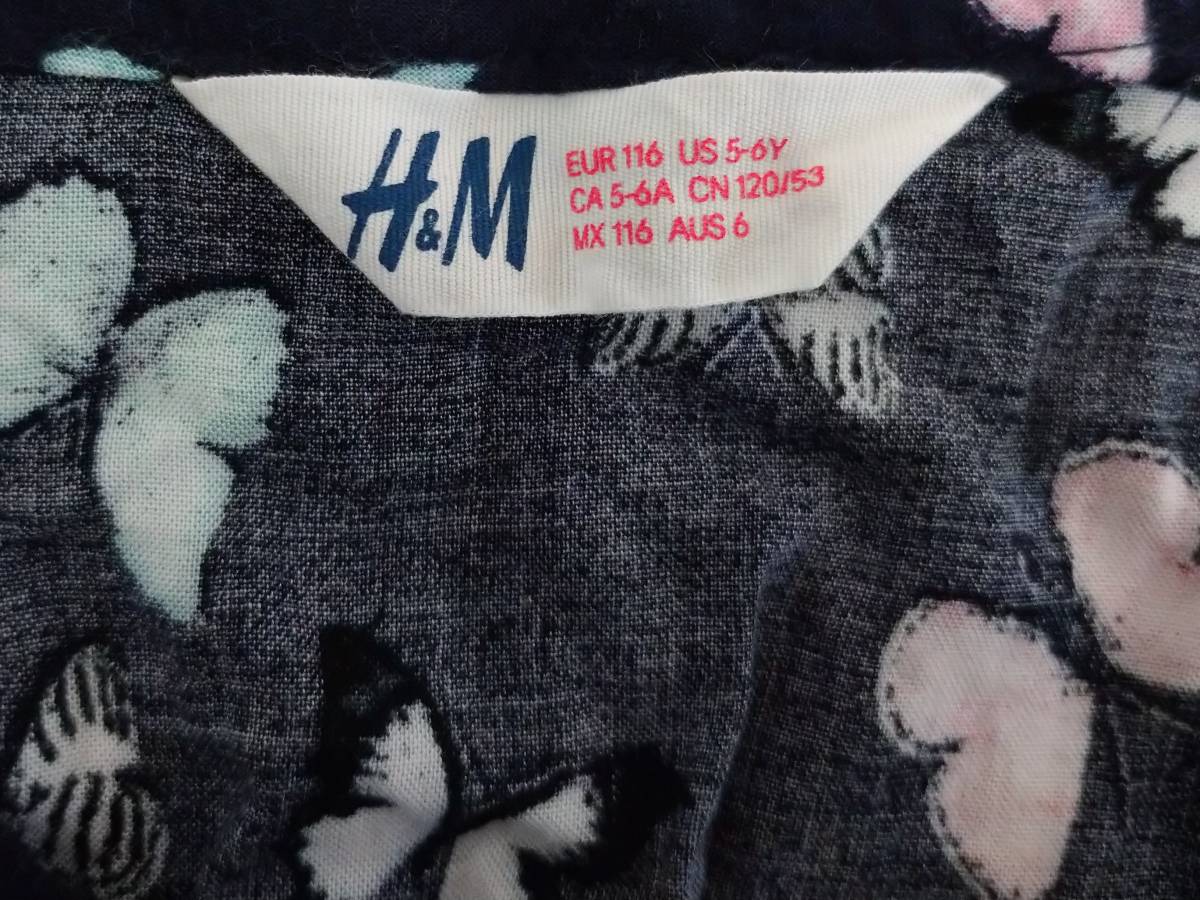 H&M
EUR 116 US 5-6Y
CA 5-6A CN 120/53
MX 116 AUS 6